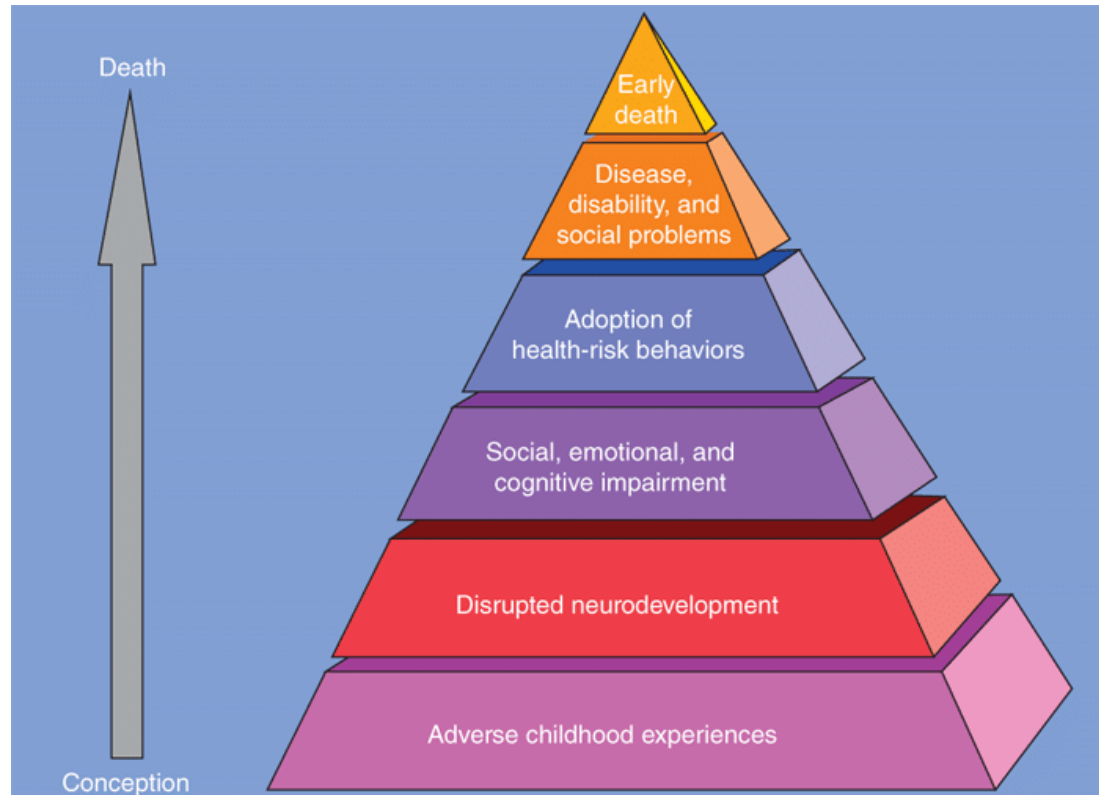 Death
Early
death
Disease,
disability, and
social problems
Adoption of
health-risk behaviors
Social, emotional, and
cognitive impairment
Disrupted neurodevelopment
Adverse childhood experiences
Conception